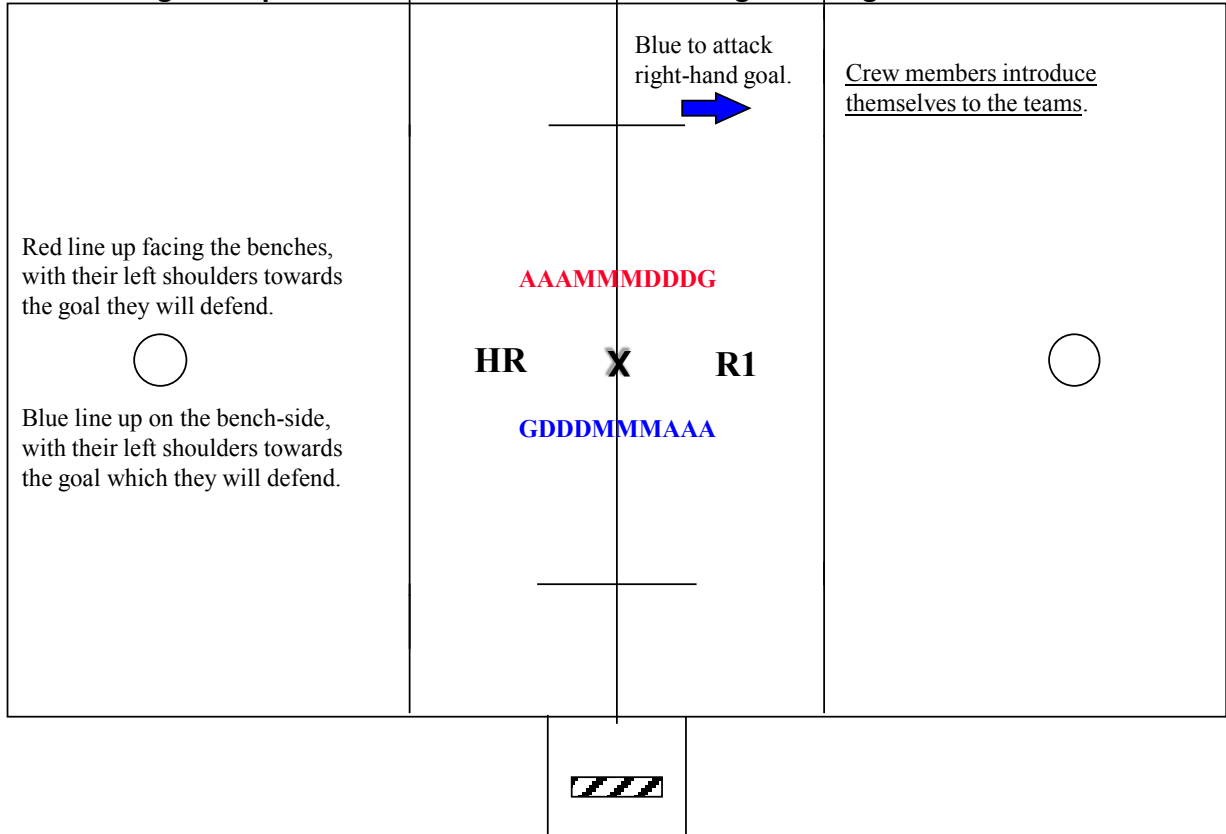 Blue to attack
right-hand goal.
Crew members introduce
themselves to the teams.
Red line up facing the benches,
with their left shoulders towards
the goal they will defend.
AAAMMMDDDG
HR X R1
Blue line up on the bench-side,
with their left shoulders towards
the goal which they will defend.
GDDDMMMAAA